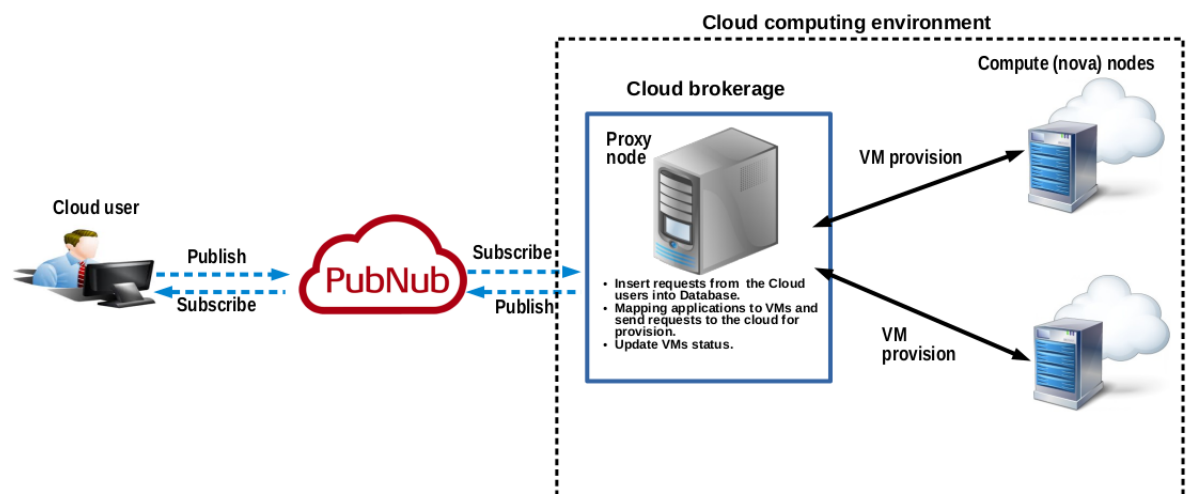 Cloud computing environment
Compute (nova) nodes
Cloud brokerage
Proxy
node
VM provision
Cloud user
Publish
Subscribe
PubNub
Subscribe
Publish
• Insert requests from the Cloud
users into Database.
• Mapping applications to VMs and
send requests to the cloud for
provision.
• Update VMs status.
VM
provision